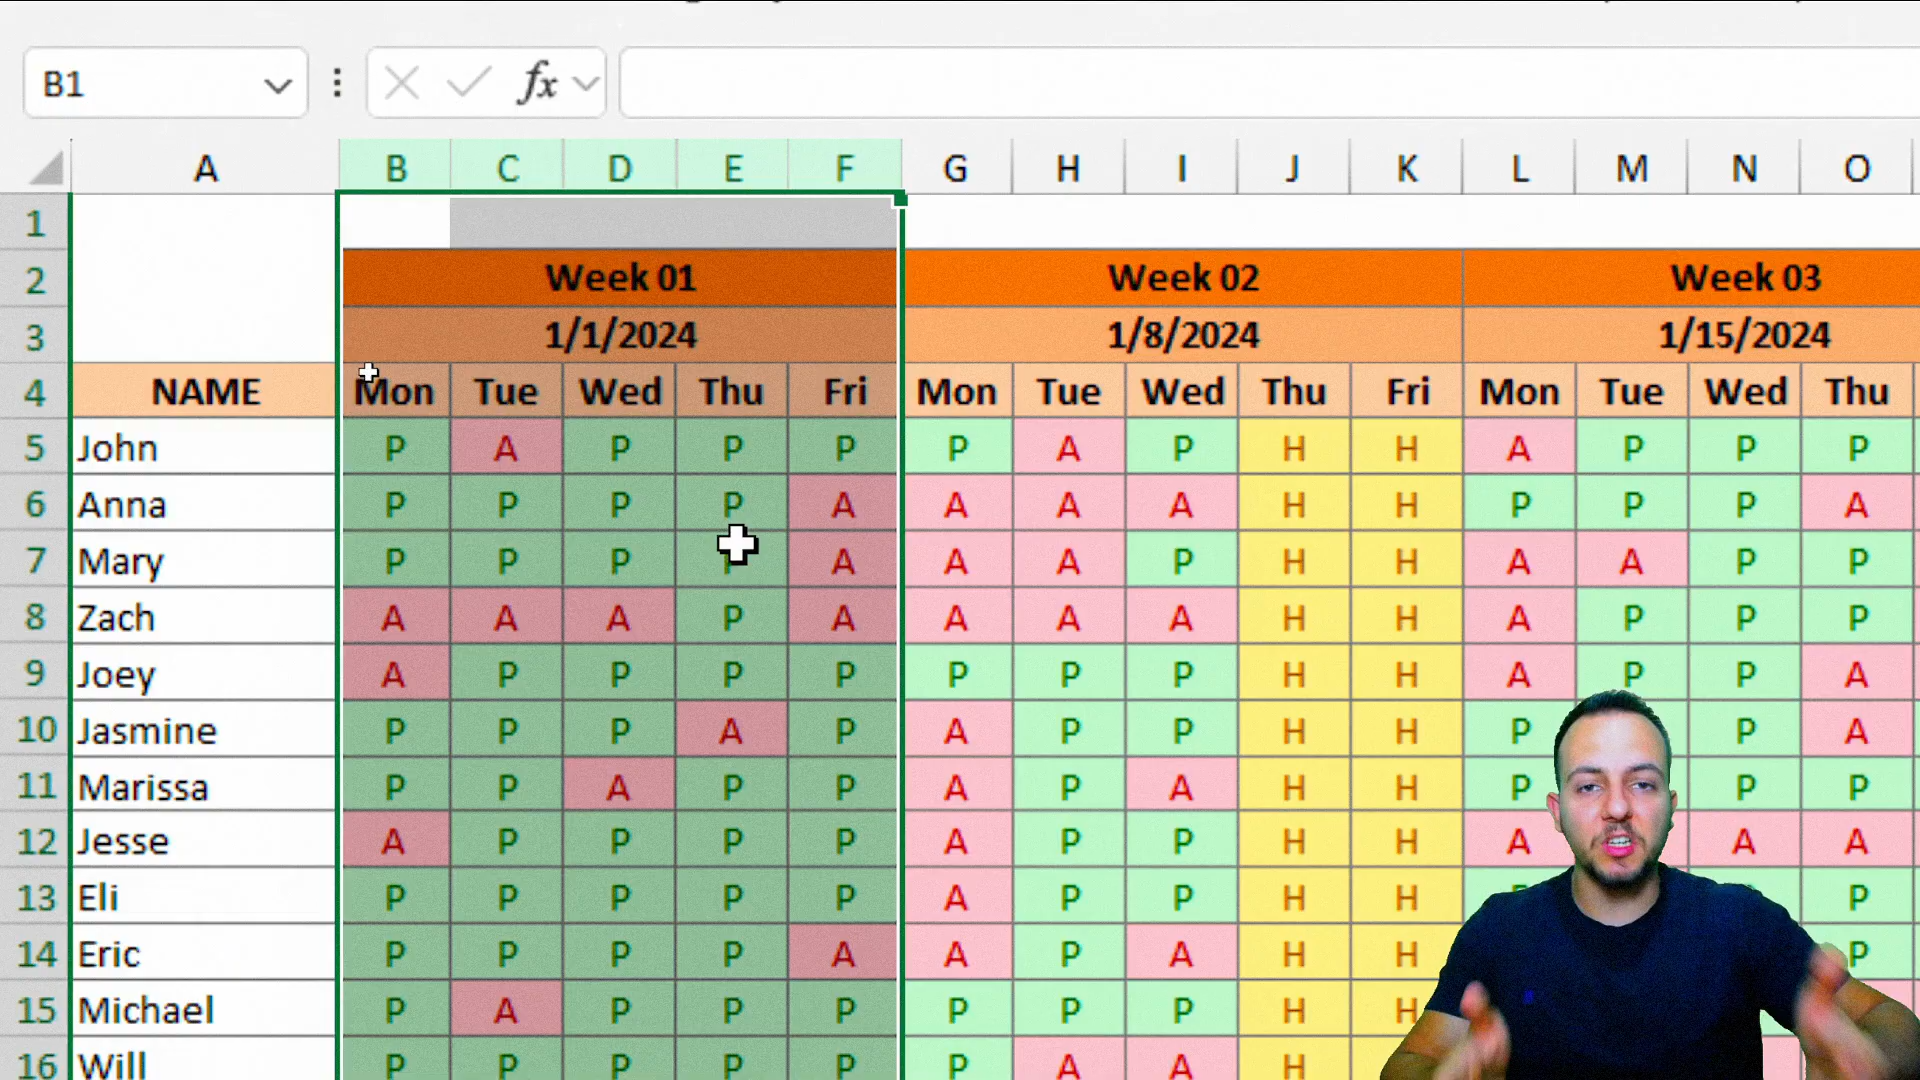 B1 fx
A B C D E F G H I J K L M N O
1
2 Week 01 Week 02 Week 03
3 1/1/2024 1/8/2024 1/15/2024
4 NAME Mon Tue Wed Thu Fri Mon Tue Wed Thu Fri Mon Tue Wed Thu
5 John P A P P P P A P H H A P P P
6 Anna P P P P A A A A H H P P P A
7 Mary P P P P A A A P H H A A P P
8 Zach A A A P A A A A H H A P P P
9 Joey A P P P P P P P H H A P P A
10 Jasmine P P P A P A P P H H P P A
11 Marissa P P A P P A P A H H P P P
12 Jesse A P P P P A P P H H A A A
13 Eli P P P P P A P P H H P
14 Eric P P P P A A P A H H P
15 Michael P A P P P P P P H H
16 Will P P P P P P A A H H